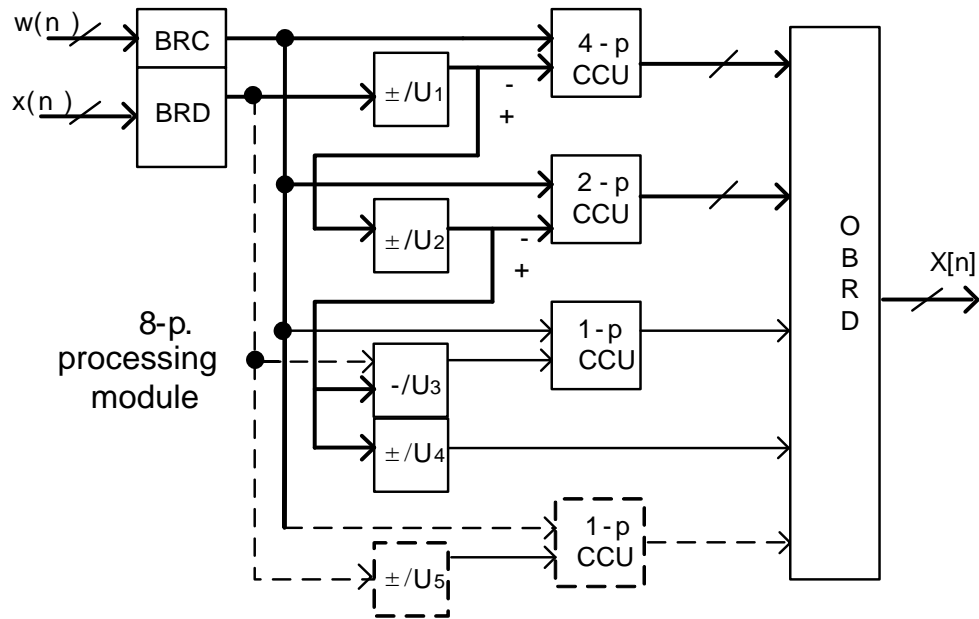 w(n )
BRC
x(n )
BRD
±/U1
-
+
4 - p
CCU
±/U2
-
+
2 - p
CCU
8-p.
processing
module
-/U3
1-p
CCU
±/U4
±/U5
1-p
CCU
O
B
R
D
X[n]